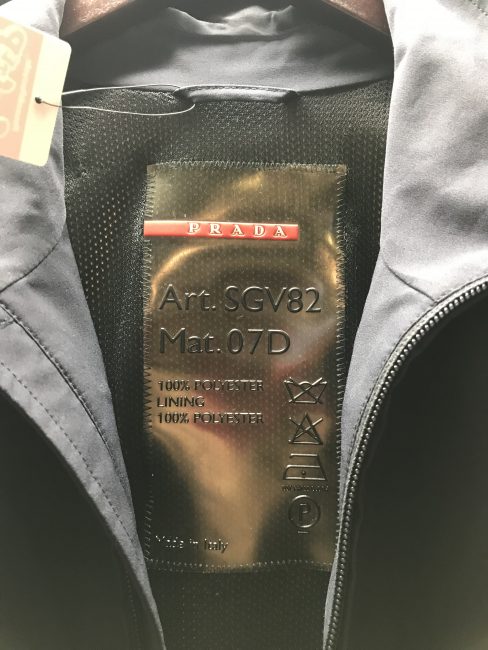 PRADA
Art. SGV82
Mat. 07D
100% POLYESTER
LINING
100% POLYESTER
P
Made in Italy